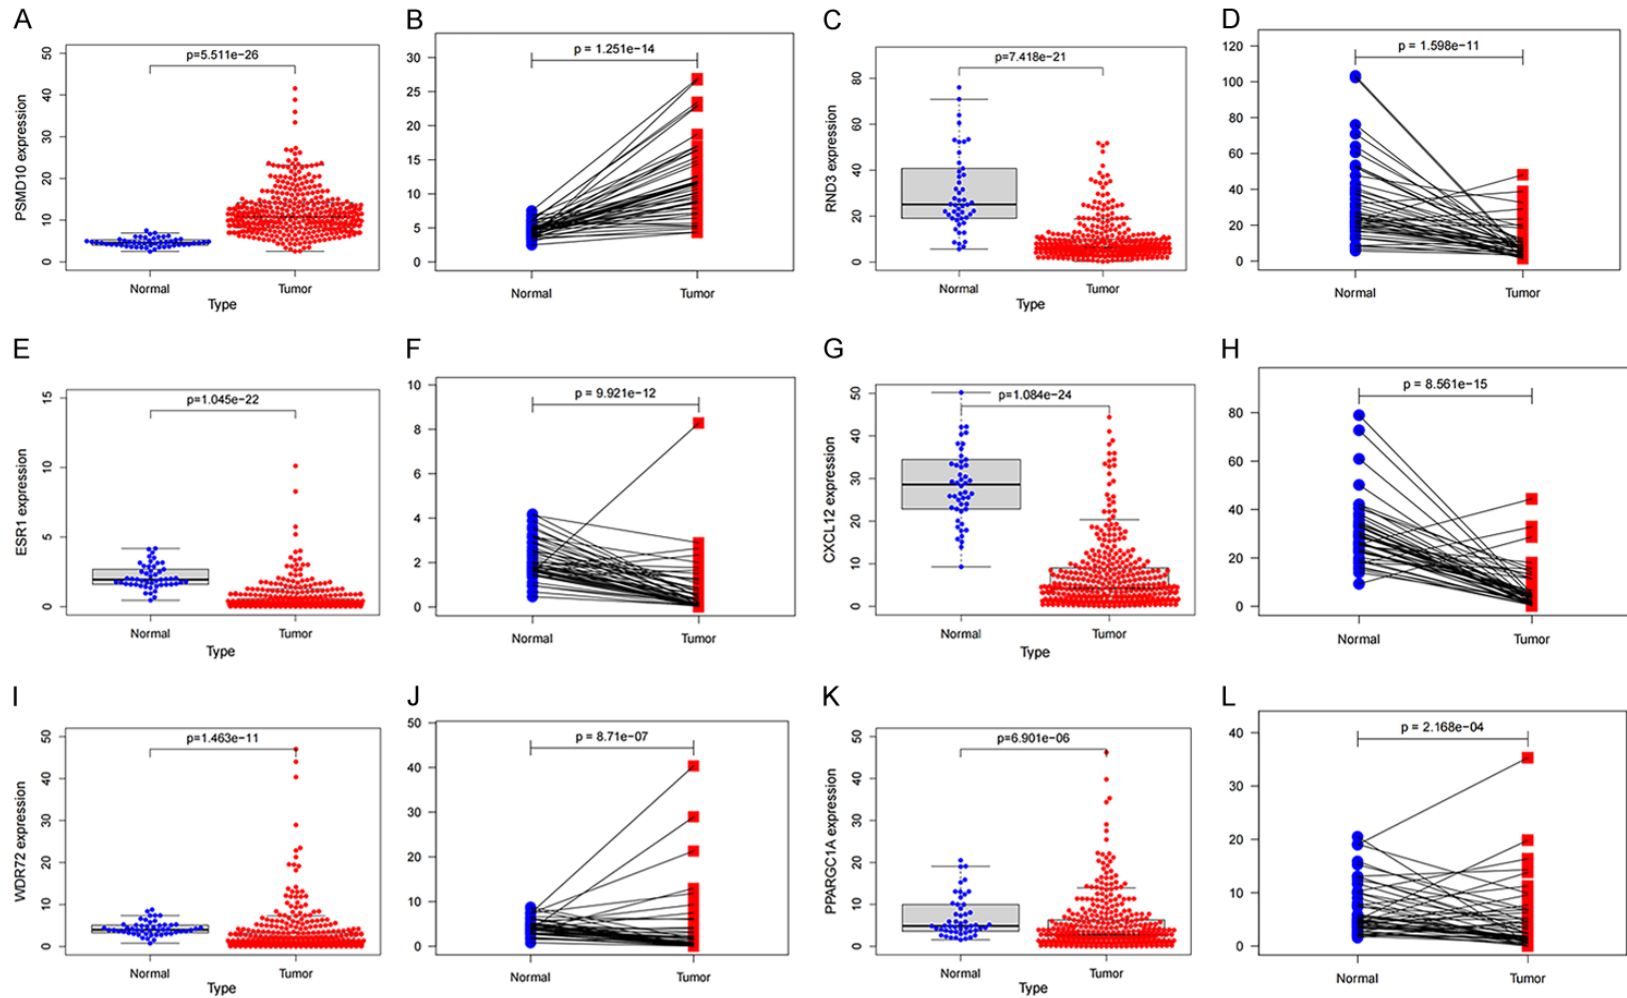 A
PSMD10 expression
50
40
30
20
10
0
p=5.511e−26
Normal
Tumor
Type
B
30
25
20
15
10
5
0
p = 1.251e−14
Normal
Tumor
C
RND3 expression
80
60
40
20
0
p=7.418e−21
Normal
Tumor
Type
D
120
100
80
60
40
20
0
p = 1.598e−11
Normal
Tumor
E
ESR1 expression
15
10
5
0
p=1.045e−22
Normal
Tumor
Type
F
10
8
6
4
2
0
p = 9.921e−12
Normal
Tumor
G
CXCL12 expression
50
40
30
20
10
0
p=1.084e−24
Normal
Tumor
Type
H
80
60
40
20
0
p = 8.561e−15
Normal
Tumor
I
WDR72 expression
50
40
30
20
10
0
p=1.463e−11
Normal
Tumor
Type
J
50
40
30
20
10
0
p = 8.71e−07
Normal
Tumor
K
PPARGC1A expression
50
40
30
20
10
0
p=6.901e−06
Normal
Tumor
Type
L
40
30
20
10
0
p = 2.168e−04
Normal
Tumor